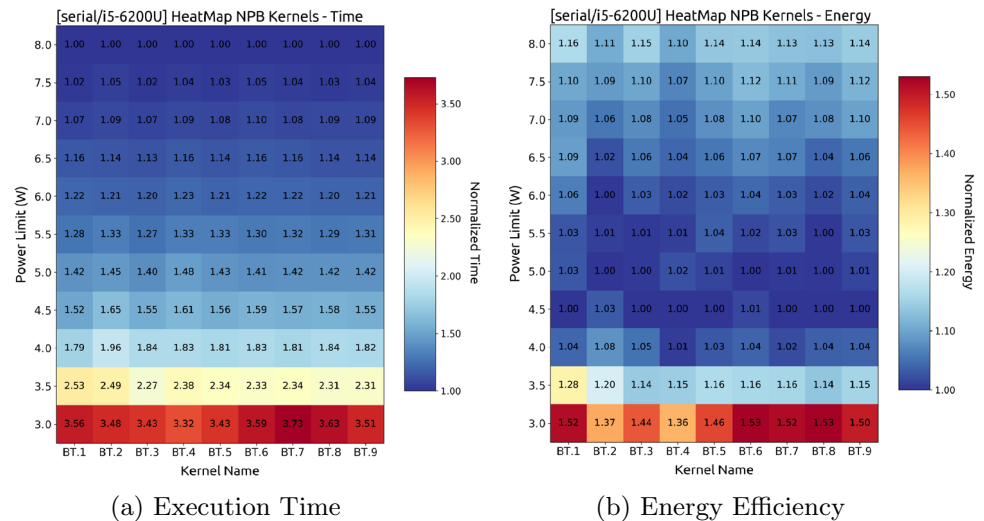 [serial/i5-6200U] HeatMap NPB Kernels - Time
8.0 1.00 1.00 1.00 1.00 1.00 1.00 1.00 1.00 1.00
7.5 1.02 1.05 1.02 1.04 1.03 1.05 1.04 1.03 1.04
7.0 1.07 1.09 1.07 1.09 1.08 1.10 1.08 1.09 1.09
6.5 1.16 1.14 1.13 1.16 1.14 1.16 1.16 1.14 1.14
6.0 1.22 1.21 1.20 1.23 1.21 1.22 1.22 1.20 1.21
5.5 1.28 1.33 1.27 1.33 1.33 1.30 1.32 1.29 1.31
5.0 1.42 1.45 1.40 1.48 1.43 1.41 1.42 1.42 1.42
4.5 1.52 1.65 1.55 1.61 1.56 1.59 1.57 1.58 1.55
4.0 1.79 1.96 1.84 1.83 1.81 1.83 1.81 1.84 1.82
3.5 2.53 2.49 2.27 2.38 2.34 2.33 2.34 2.31 2.31
3.0 3.56 3.48 3.43 3.32 3.43 3.59 3.73 3.63 3.51
BT.1 BT.2 BT.3 BT.4 BT.5 BT.6 BT.7 BT.8 BT.9
Kernel Name
Power Limit (W)
3.50
3.00
2.50
2.00
1.50
1.00
Normalized Time
(a) Execution Time
[serial/i5-6200U] HeatMap NPB Kernels - Energy
8.0 1.16 1.11 1.15 1.10 1.14 1.14 1.13 1.13 1.14
7.5 1.10 1.09 1.10 1.07 1.10 1.12 1.11 1.09 1.12
7.0 1.09 1.06 1.08 1.05 1.08 1.10 1.07 1.08 1.10
6.5 1.09 1.02 1.06 1.04 1.06 1.07 1.07 1.04 1.06
6.0 1.06 1.00 1.03 1.02 1.03 1.04 1.03 1.02 1.04
5.5 1.03 1.01 1.01 1.01 1.04 1.02 1.03 1.00 1.03
5.0 1.03 1.00 1.00 1.02 1.01 1.00 1.01 1.00 1.01
4.5 1.00 1.03 1.00 1.00 1.00 1.01 1.00 1.00 1.00
4.0 1.04 1.08 1.05 1.01 1.03 1.04 1.02 1.04 1.04
3.5 1.28 1.20 1.14 1.15 1.16 1.16 1.16 1.14 1.15
3.0 1.52 1.37 1.44 1.36 1.46 1.53 1.52 1.53 1.50
BT.1 BT.2 BT.3 BT.4 BT.5 BT.6 BT.7 BT.8 BT.9
Kernel Name
Power Limit (W)
1.50
1.40
1.30
1.20
1.10
1.00
Normalized Energy
(b) Energy Efficiency